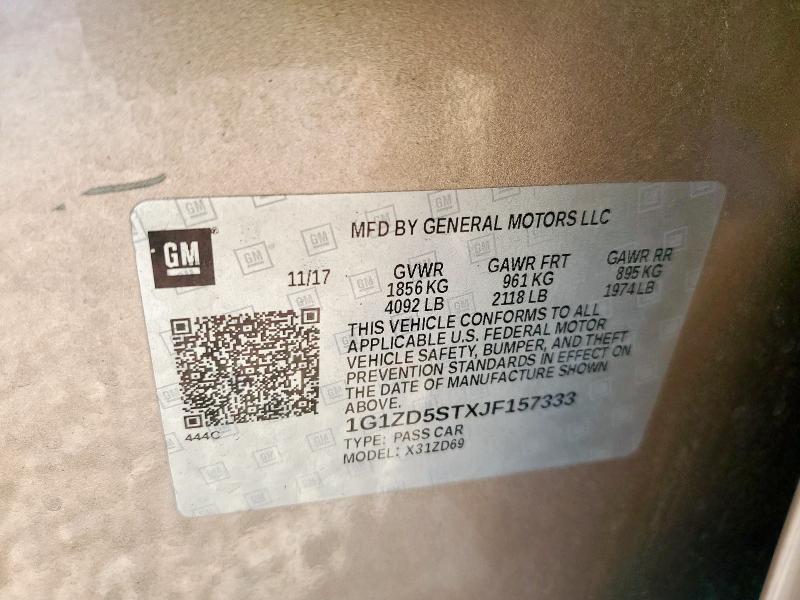 GM
MFD BY GENERAL MOTORS LLC
11/17
GVWR
1856 KG
4092 LB
GAWR FRT
961 KG
2118 LB
GAWR RR
895 KG
1974 LB
THIS VEHICLE CONFORMS TO ALL
APPLICABLE U.S. FEDERAL MOTOR
VEHICLE SAFETY, BUMPER, AND THEFT
PREVENTION STANDARDS IN EFFECT ON
THE DATE OF MANUFACTURE SHOWN
ABOVE.
1G1ZD5STXJF157333
TYPE: PASS CAR
MODEL: X31ZD69
444C